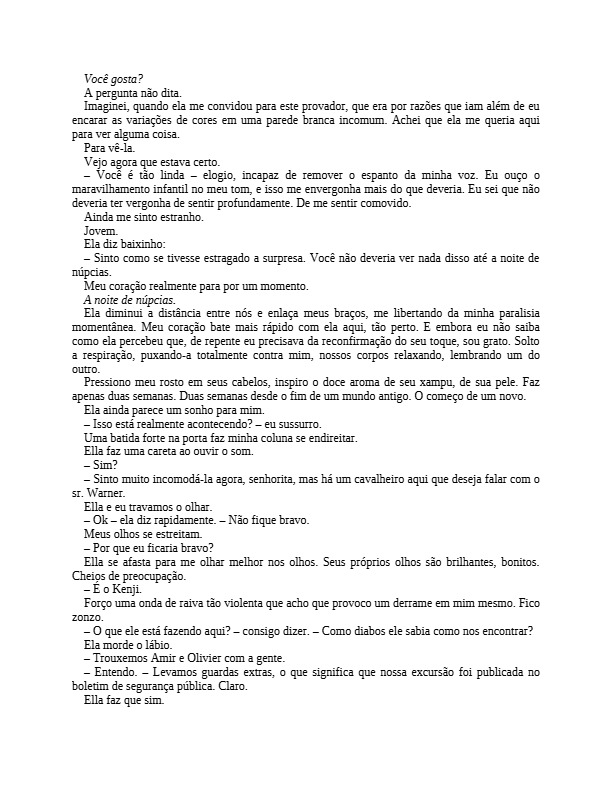 Você gosta?
A pergunta não dita.
Imaginei, quando ela me convidou para este provador, que era por razões que iam além de eu
encarar as variações de cores em uma parede branca incomum. Achei que ela me queria aqui
para ver alguma coisa.
Para vê-la.
Vejo agora que estava certo.
– Você é tão linda – elogio, incapaz de remover o espanto da minha voz. Eu ouço o
maravilhamento infantil no meu tom, e isso me envergonha mais do que deveria. Eu sei que não
deveria ter vergonha de sentir profundamente. De me sentir comovido.
Ainda me sinto estranho.
Jovem.
Ela diz baixinho:
– Sinto como se tivesse estragado a surpresa. Você não deveria ver nada disso até a noite de
núpcias.
Meu coração realmente para por um momento.
A noite de núpcias.
Ela diminui a distância entre nós e enlaça meus braços, me libertando da minha paralisia
momentânea. Meu coração bate mais rápido com ela aqui, tão perto. E embora eu não saiba
como ela percebeu que, de repente eu precisava da reconfirmação do seu toque, sou grato. Solto
a respiração, puxando-a totalmente contra mim, nossos corpos relaxando, lembrando um do
outro.
Pressiono meu rosto em seus cabelos, inspiro o doce aroma de seu xampu, de sua pele. Faz
apenas duas semanas. Duas semanas desde o fim de um mundo antigo. O começo de um novo.
Ela ainda parece um sonho para mim.
– Isso está realmente acontecendo? – eu sussurro.
Uma batida forte na porta faz minha coluna se endireitar.
Ella faz uma careta ao ouvir o som.
– Sim?
– Sinto muito incomodá-la agora, senhorita, mas há um cavalheiro aqui que deseja falar com o
sr. Warner.
Ella e eu travamos o olhar.
– Ok – ela diz rapidamente. – Não fique bravo.
Meus olhos se estreitam.
– Por que eu ficaria bravo?
Ella se afasta para me olhar melhor nos olhos. Seus próprios olhos são brilhantes, bonitos.
Cheios de preocupação.
– É o Kenji.
Forço uma onda de raiva tão violenta que acho que provoco um derrame em mim mesmo. Fico
zonzo.
– O que ele está fazendo aqui? – consigo dizer. – Como diabos ele sabia como nos encontrar?
Ela morde o lábio.
– Trouxemos Amir e Olivier com a gente.
– Entendo. – Levamos guardas extras, o que significa que nossa excursão foi publicada no
boletim de segurança pública. Claro.
Ella faz que sim.